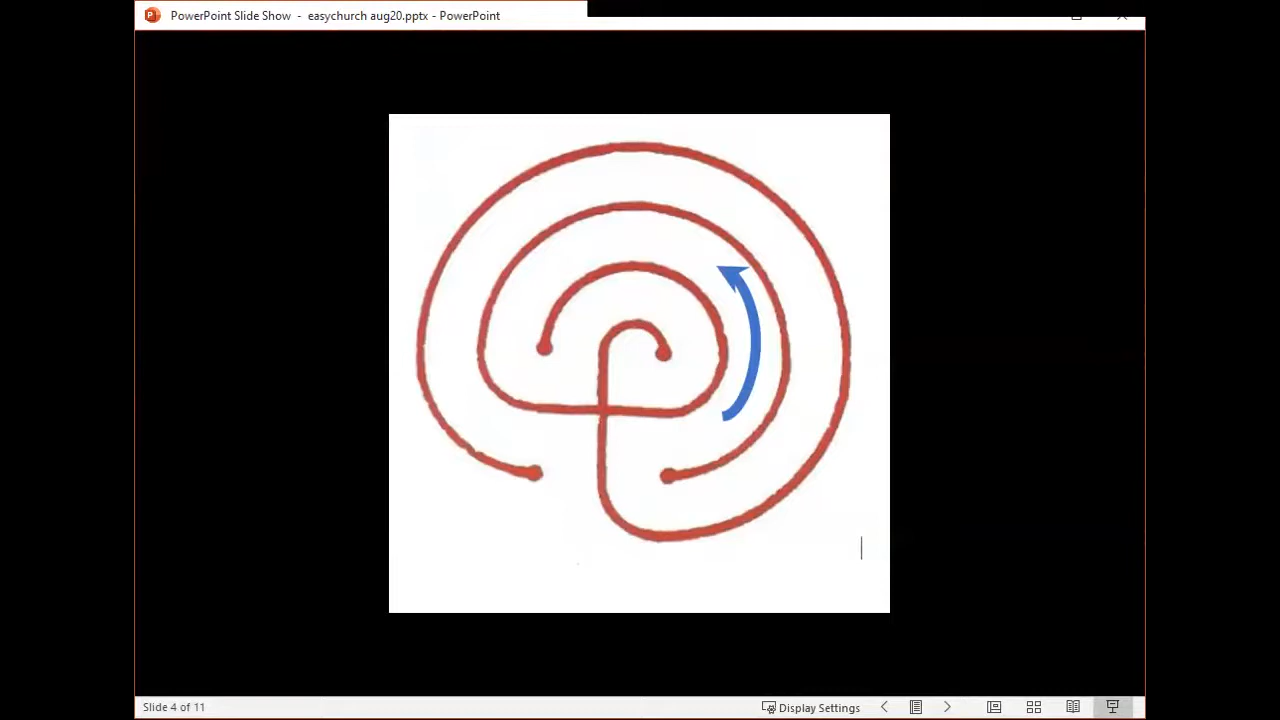 PowerPoint Slide Show - easychurch aug20.pptx - PowerPoint
Slide 4 of 11
Display Settings